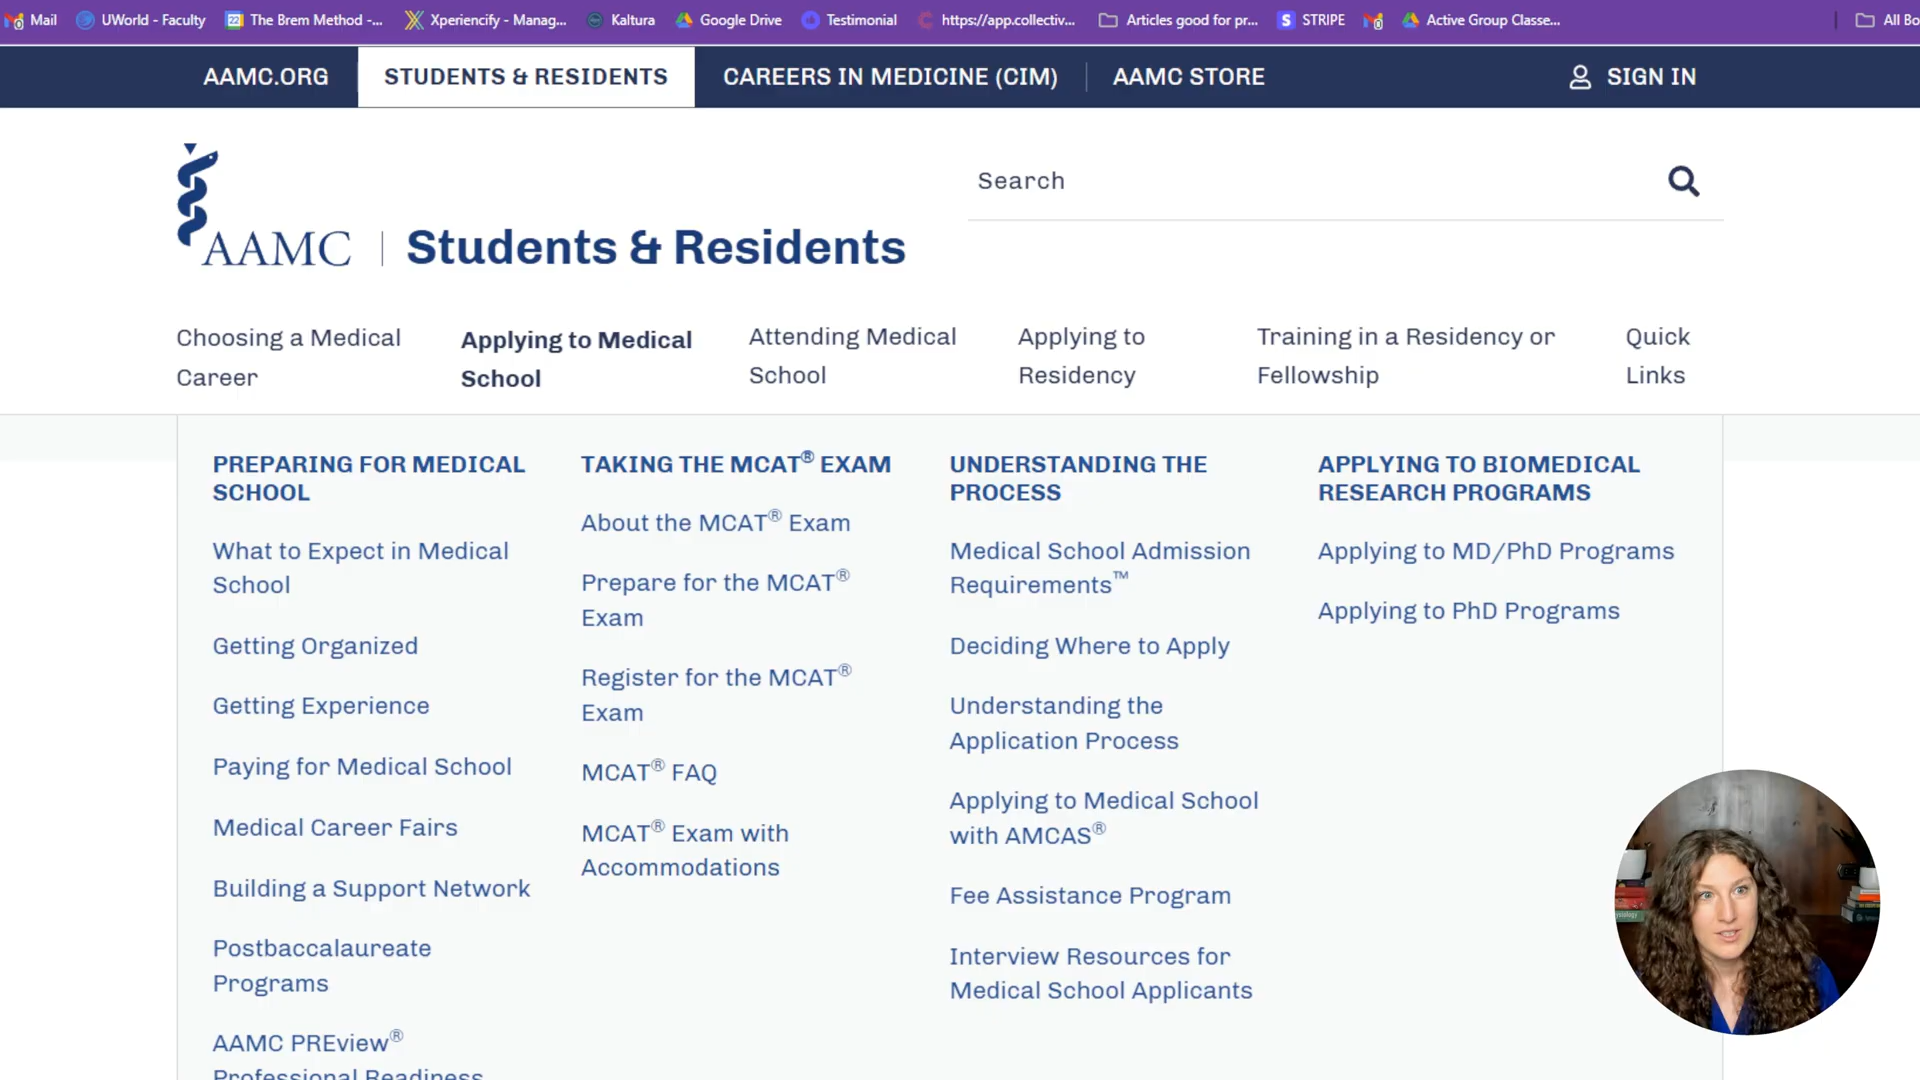 Mail
UWorld - Faculty
The Brem Method -...
Xperiencify - Manag...
Kaltura
Google Drive
Testimonial
https://app.collectiv...
Articles good for pr...
STRIPE
Active Group Classe...
All Bo
AAMC.ORG
STUDENTS & RESIDENTS
CAREERS IN MEDICINE (CIM)
AAMC STORE
SIGN IN
Search
AAMC | Students & Residents
Choosing a Medical
Career
Applying to Medical
School
Attending Medical
School
Applying to
Residency
Training in a Residency or
Fellowship
Quick
Links
PREPARING FOR MEDICAL
SCHOOL
What to Expect in Medical
School
Getting Organized
Getting Experience
Paying for Medical School
Medical Career Fairs
Building a Support Network
Postbaccalaureate
Programs
AAMC PREview®
Professional Readiness
TAKING THE MCAT® EXAM
About the MCAT® Exam
Prepare for the MCAT®
Exam
Register for the MCAT®
Exam
MCAT® FAQ
MCAT® Exam with
Accommodations
UNDERSTANDING THE
PROCESS
Medical School Admission
Requirements™
Deciding Where to Apply
Understanding the
Application Process
Applying to Medical School
with AMCAS®
Fee Assistance Program
Interview Resources for
Medical School Applicants
APPLYING TO BIOMEDICAL
RESEARCH PROGRAMS
Applying to MD/PhD Programs
Applying to PhD Programs